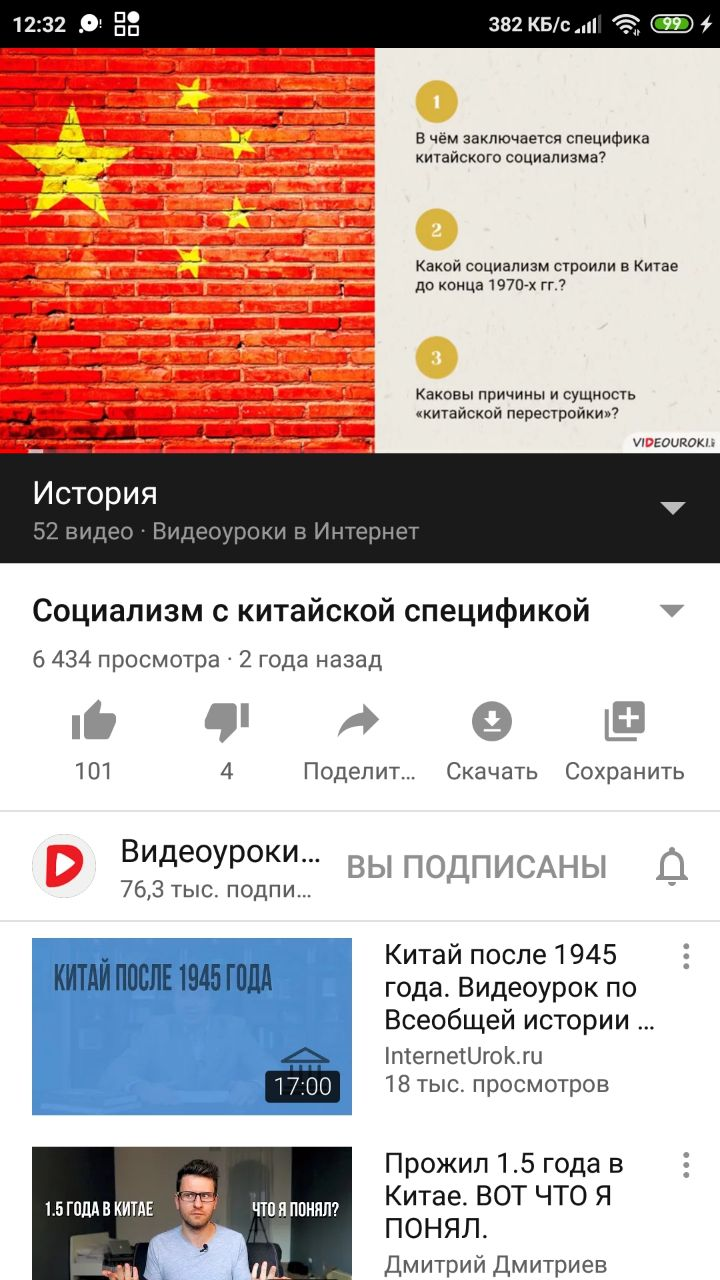 12:32
382 КБ/с
99
1
В чём заключается специфика
китайского социализма?
2
Какой социализм строили в Китае
до конца 1970-х гг.?
3
Каковы причины и сущность
«китайской перестройки»?
VIDEOUROKI.net
История
52 видео · Видеоуроки в Интернет
Социализм с китайской спецификой
6 434 просмотра · 2 года назад
101
4
Поделит...
Скачать
Сохранить
Видеоуроки...
76,3 тыс. подпи...
ВЫ ПОДПИСАНЫ
КИТАЙ ПОСЛЕ 1945 ГОДА
17:00
Китай после 1945
года. Видеоурок по
Всеобщей истории ...
InternetUrok.ru
18 тыс. просмотров
1.5 ГОДА В КИТАЕ
ЧТО Я ПОНЯЛ?
Прожил 1.5 года в
Китае. ВОТ ЧТО Я
ПОНЯЛ.
Дмитрий Дмитриев